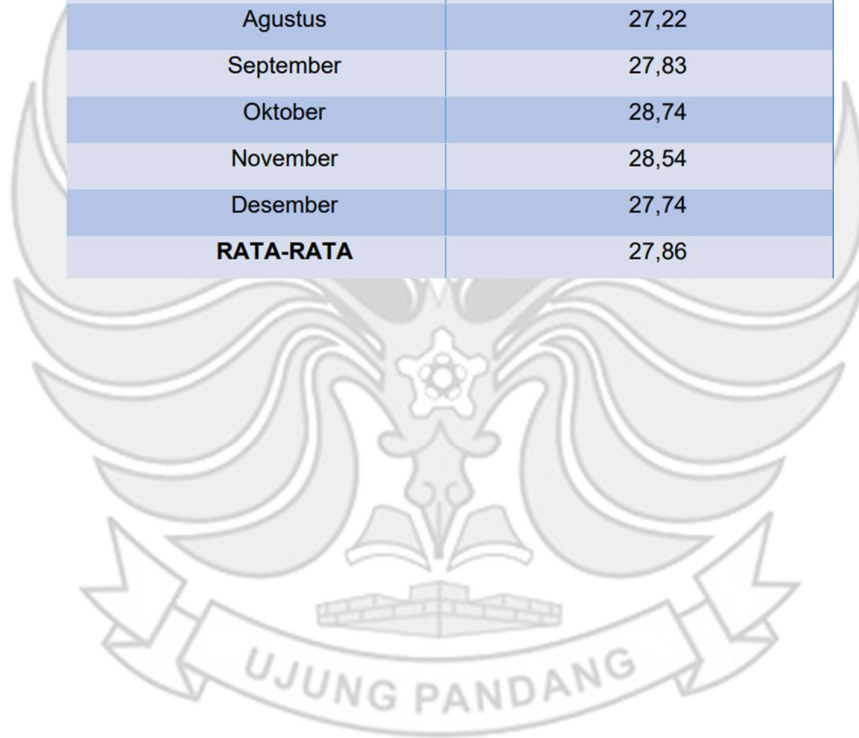 Agustus 27,22
September 27,83
Oktober 28,74
November 28,54
Desember 27,74
RATA-RATA 27,86
UJUNG PANDANG